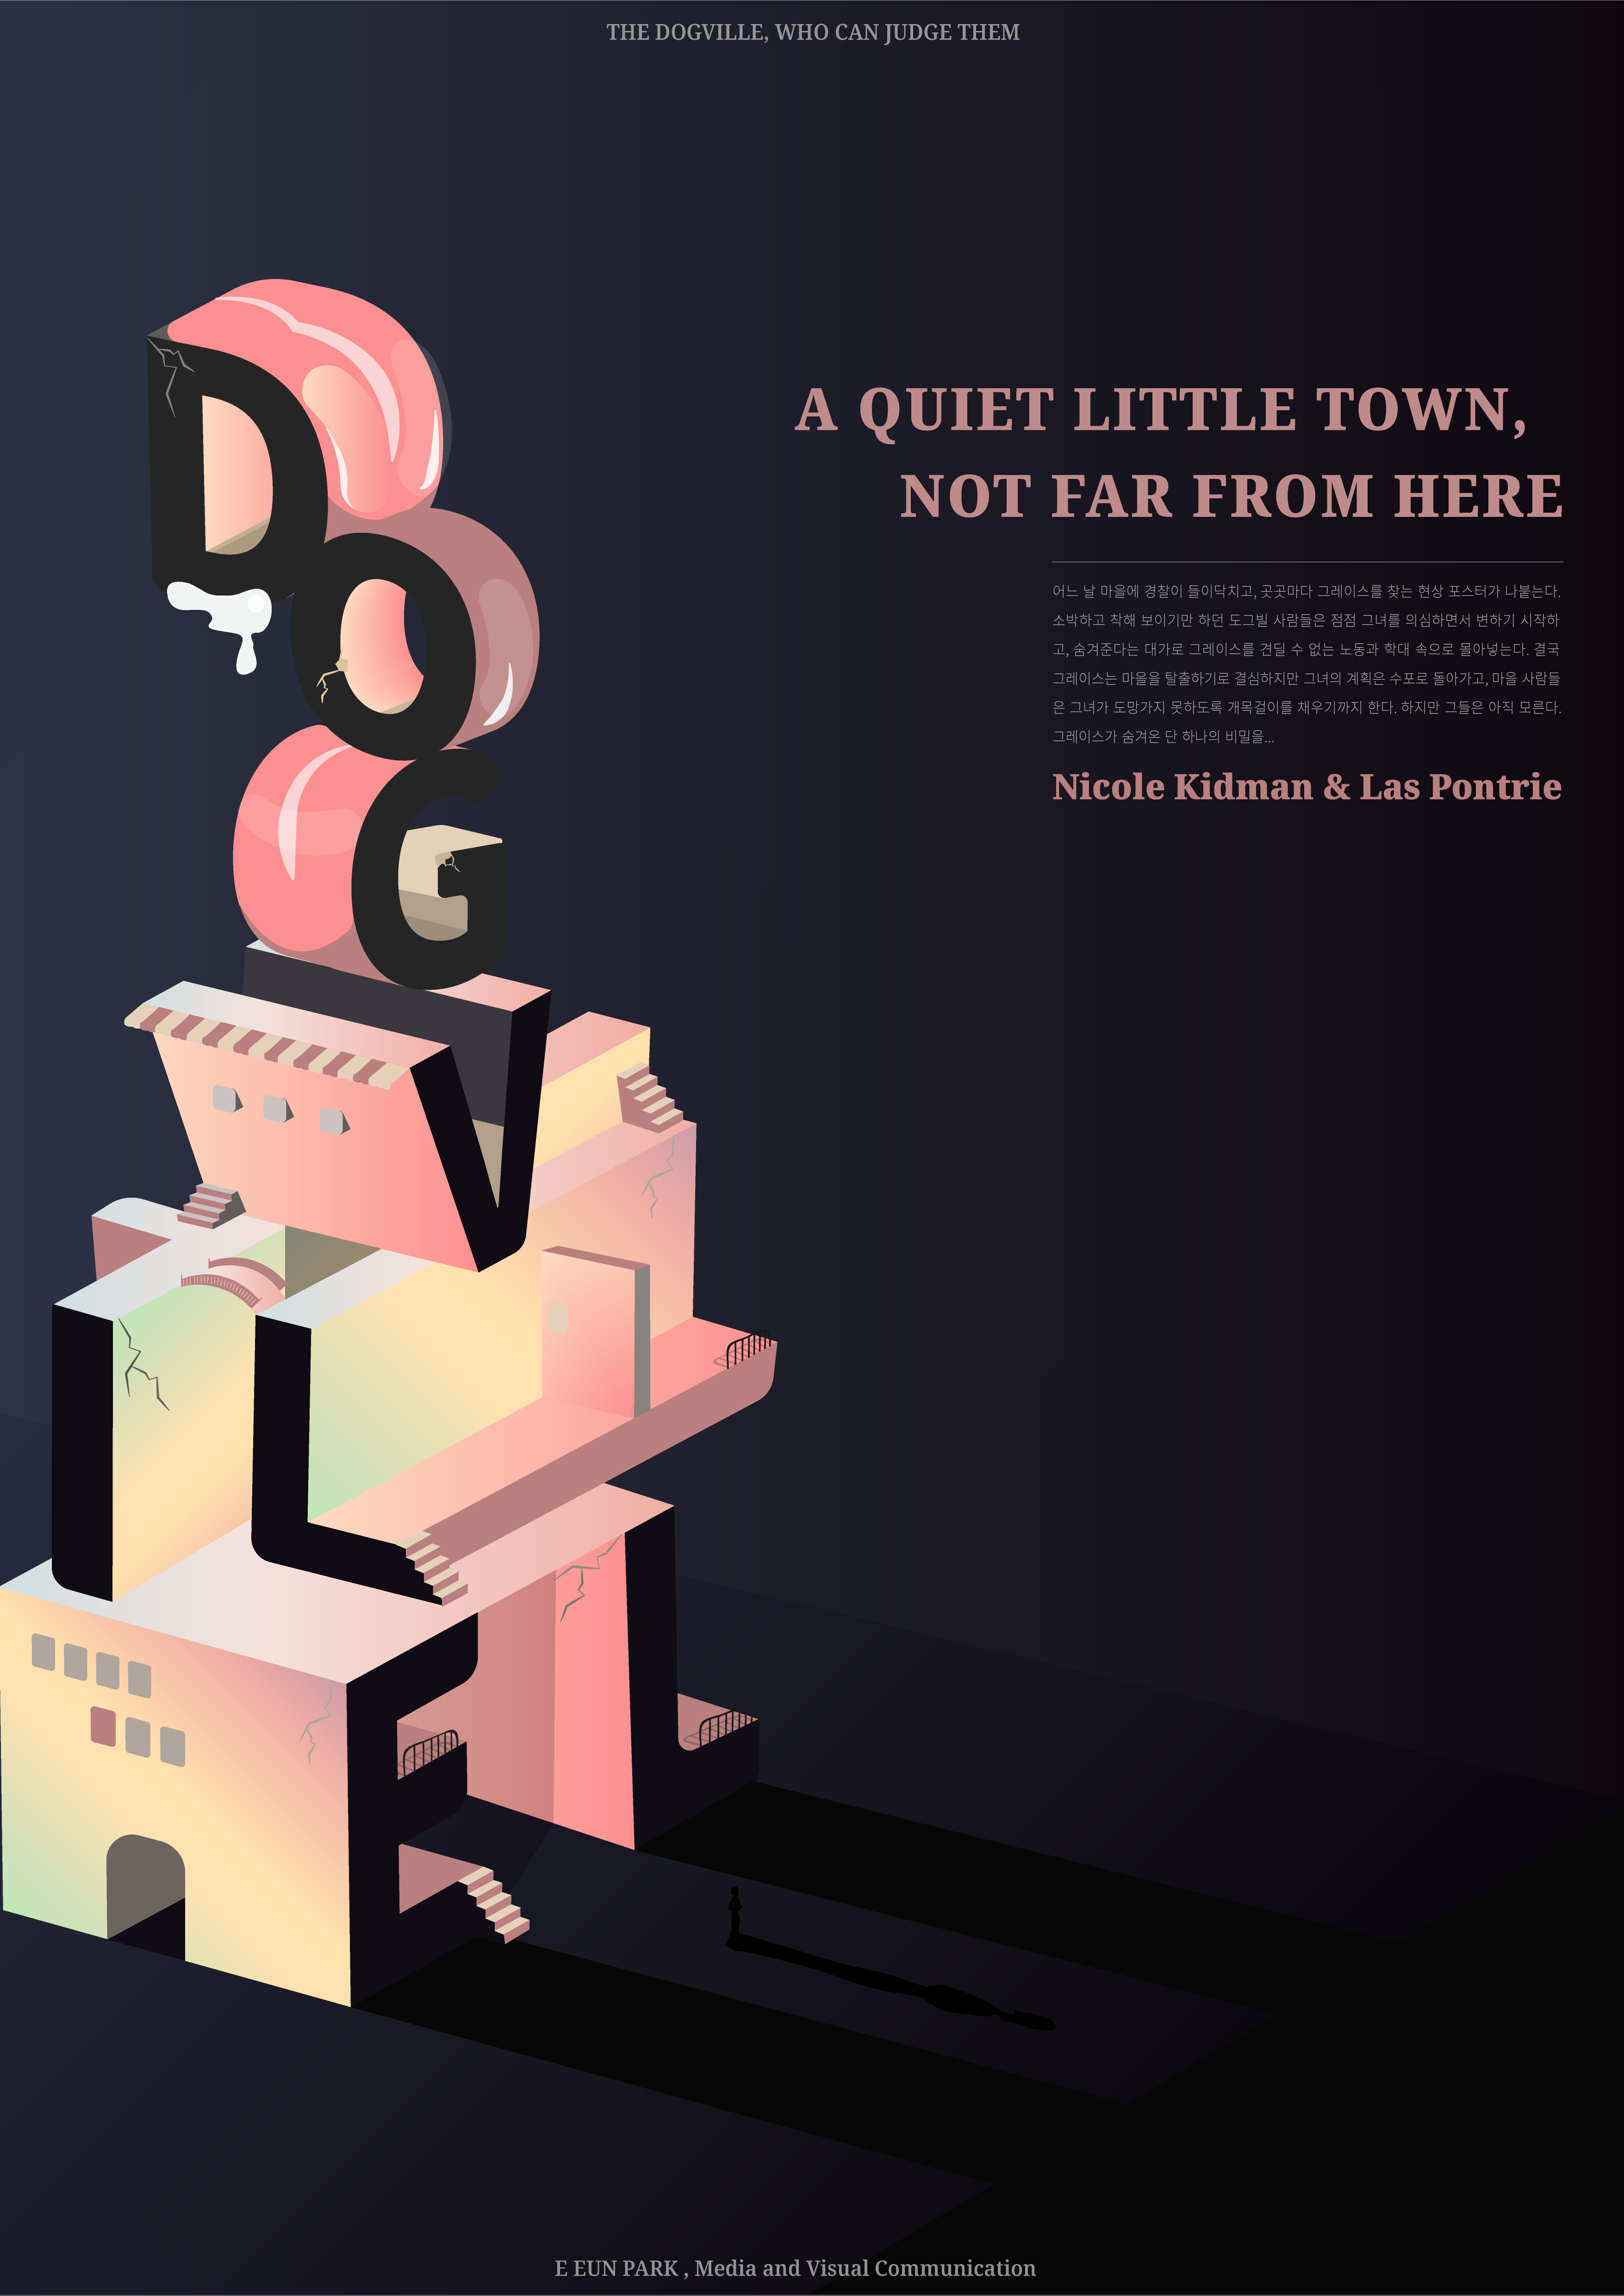 THE DOGVILLE, WHO CAN JUDGE THEM
D
O
G
V
I L
E L
A QUIET LITTLE TOWN,
NOT FAR FROM HERE
어느 날 마을에 경찰이 들이닥치고, 곳곳마다 그레이스를 찾는 현상 포스터가 나붙는다.
소박하고 착해 보이기만 하던 도그빌 사람들은 점점 그녀를 의심하면서 변하기 시작하
고, 숨겨준다는 대가로 그레이스를 견딜 수 없는 노동과 학대 속으로 몰아넣는다. 결국
그레이스는 마을을 탈출하기로 결심하지만 그녀의 계획은 수포로 돌아가고, 마을 사람들
은 그녀가 도망가지 못하도록 개목걸이를 채우기까지 한다. 하지만 그들은 아직 모른다.
그레이스가 숨겨온 단 하나의 비밀을...
Nicole Kidman & Las Pontrie
E EUN PARK , Media and Visual Communication